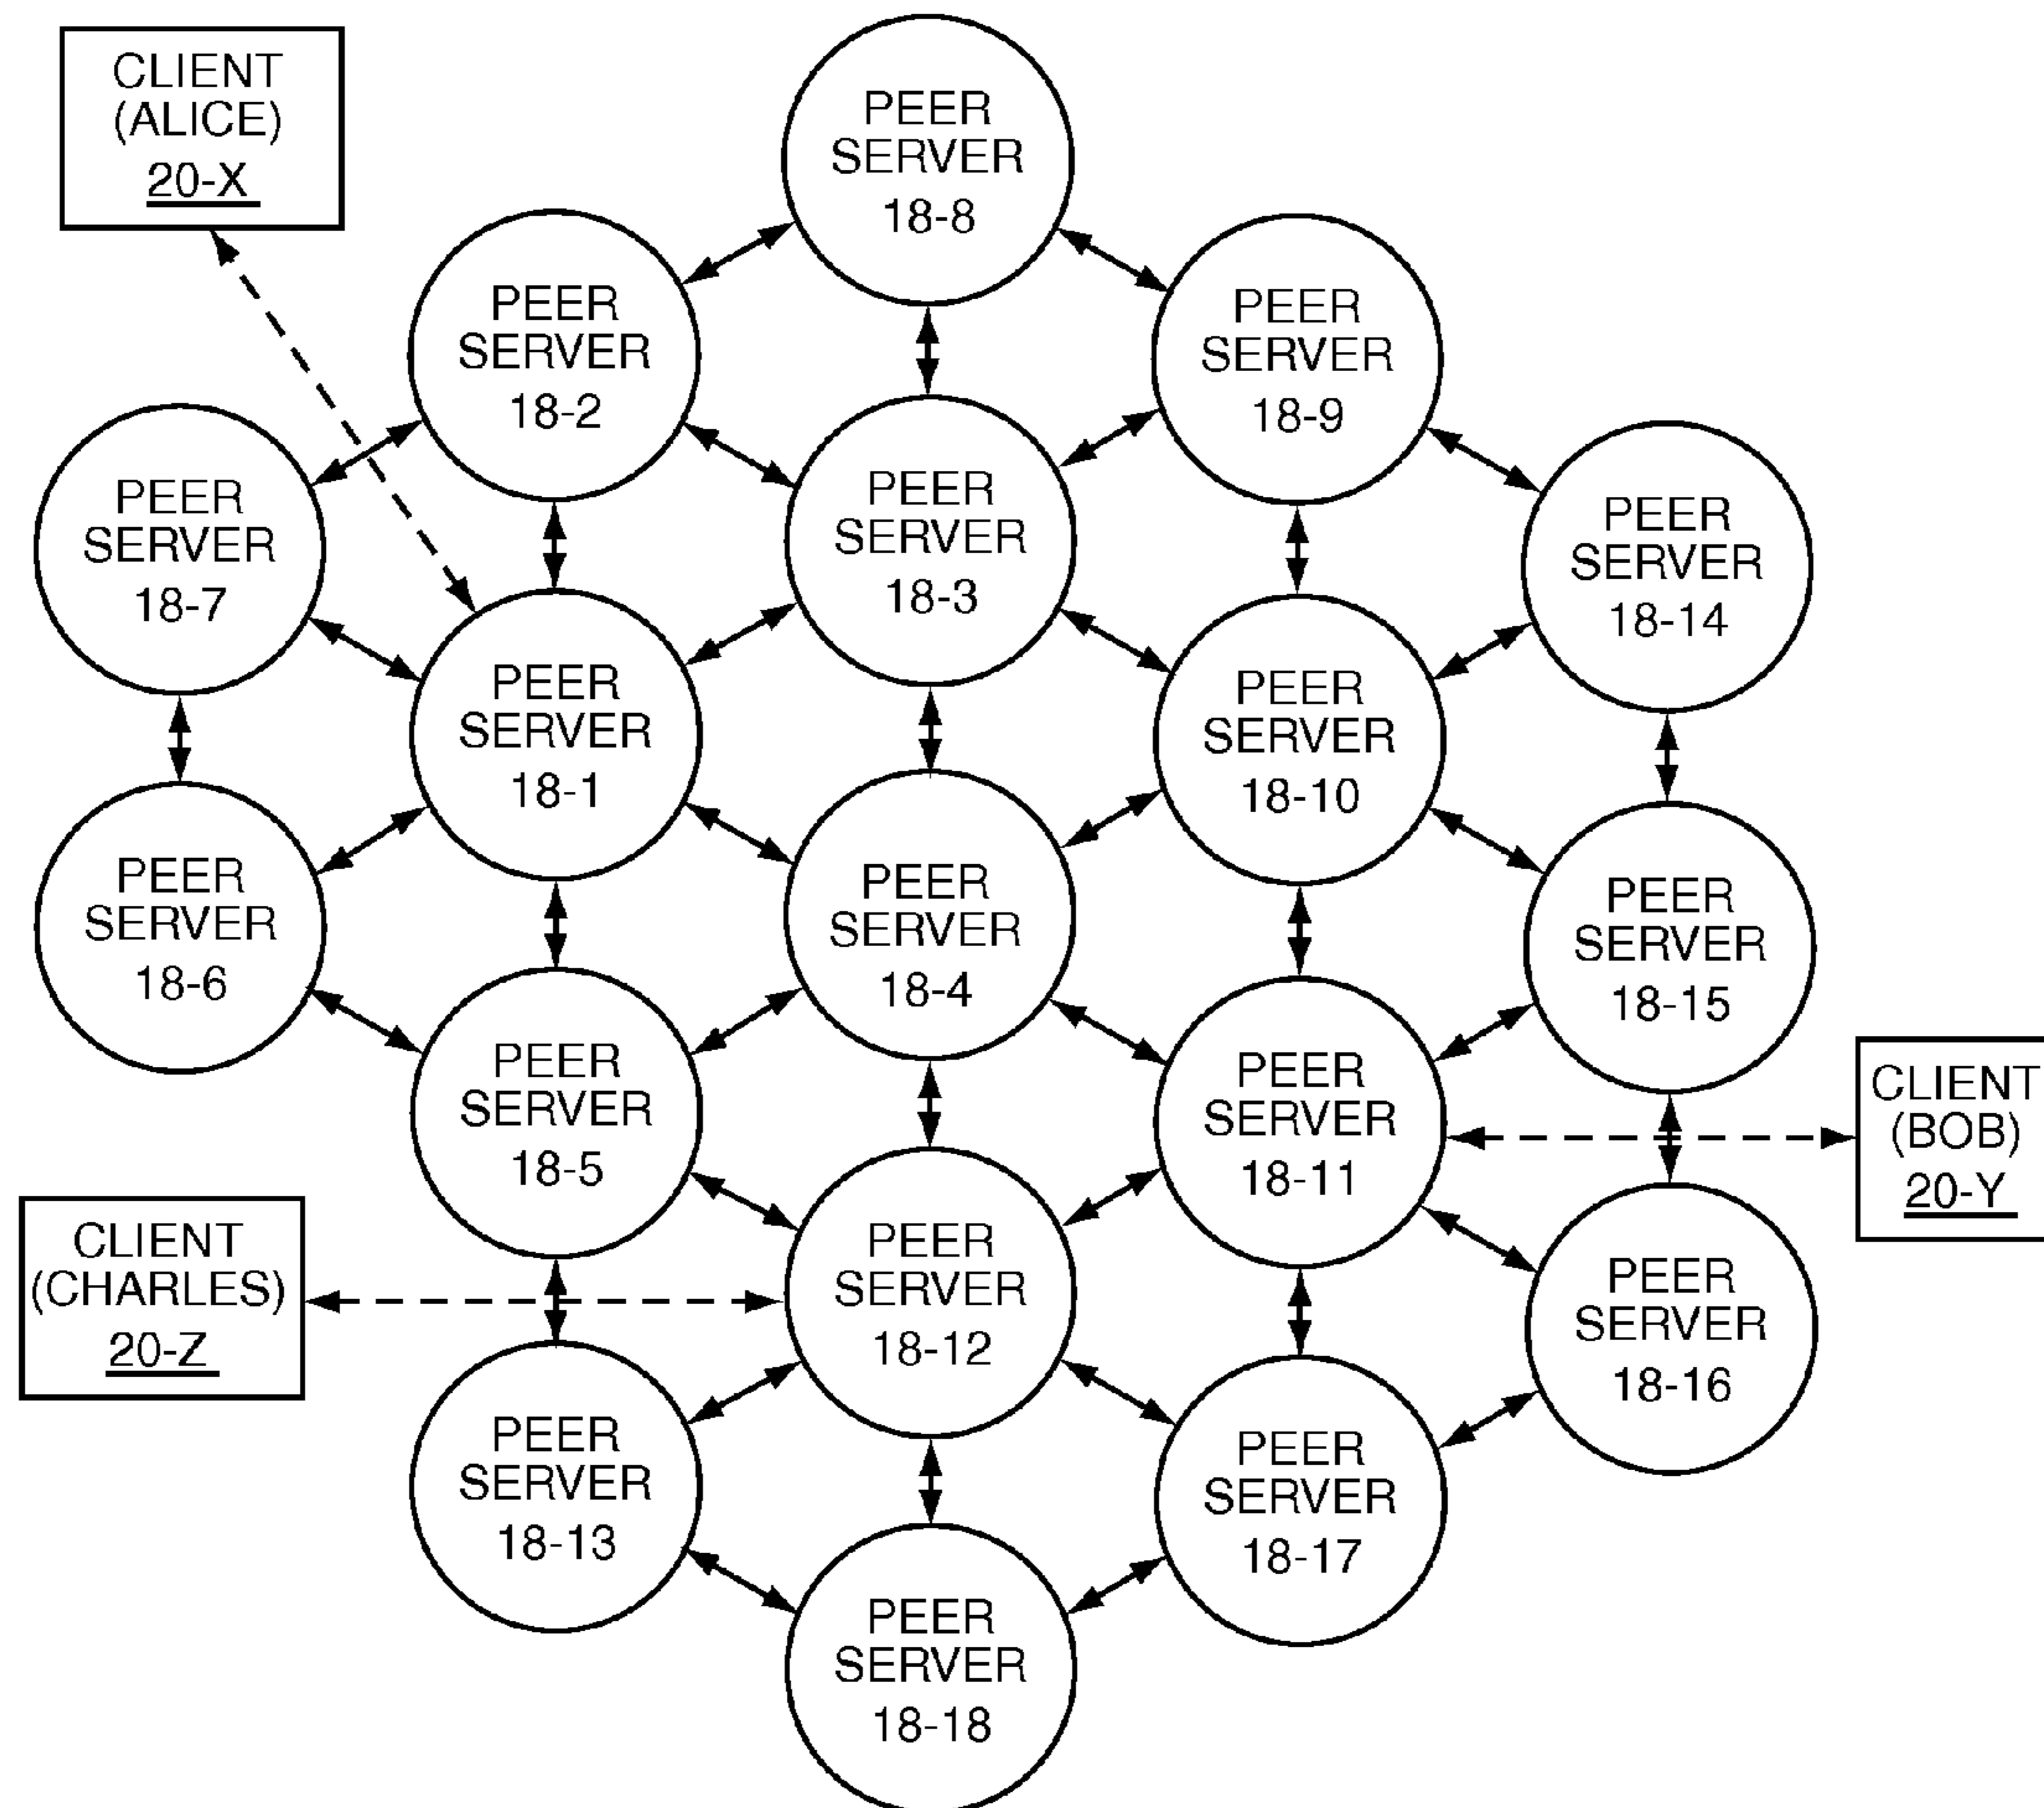 CLIENT
(ALICE)
20-X
PEER
SERVER
18-8
PEER
SERVER
18-2
PEER
SERVER
18-9
PEER
SERVER
18-7
PEER
SERVER
18-3
PEER
SERVER
18-14
PEER
SERVER
18-1
PEER
SERVER
18-10
PEER
SERVER
18-6
PEER
SERVER
18-4
PEER
SERVER
18-15
PEER
SERVER
18-5
PEER
SERVER
18-11
CLIENT
(BOB)
20-Y
CLIENT
(CHARLES)
20-Z
PEER
SERVER
18-12
PEER
SERVER
18-16
PEER
SERVER
18-13
PEER
SERVER
18-17
PEER
SERVER
18-18